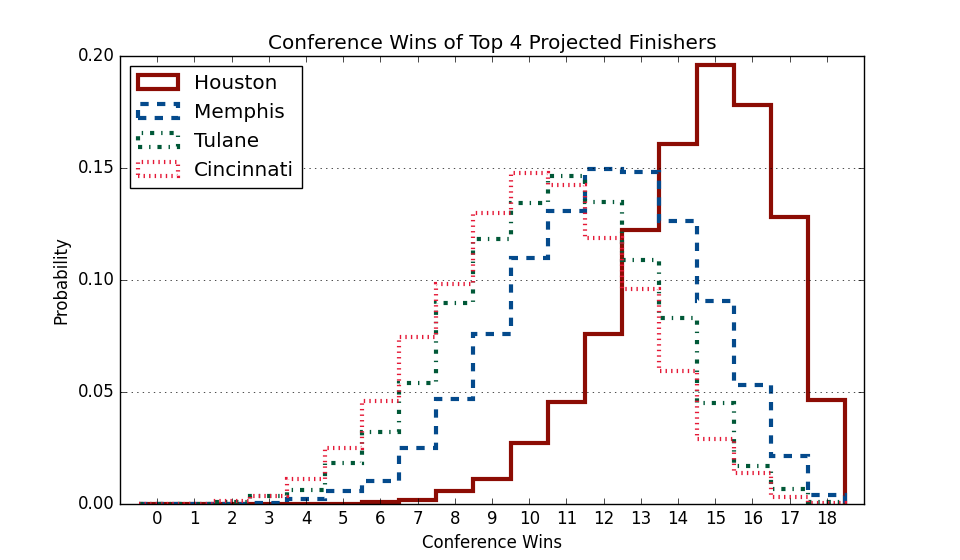 Conference Wins of Top 4 Projected Finishers
0.20
0.15
0.10
0.05
0.00
Probability
Houston
Memphis
Tulane
Cincinnati
0 1 2 3 4 5 6 7 8 9 10 11 12 13 14 15 16 17 18
Conference Wins